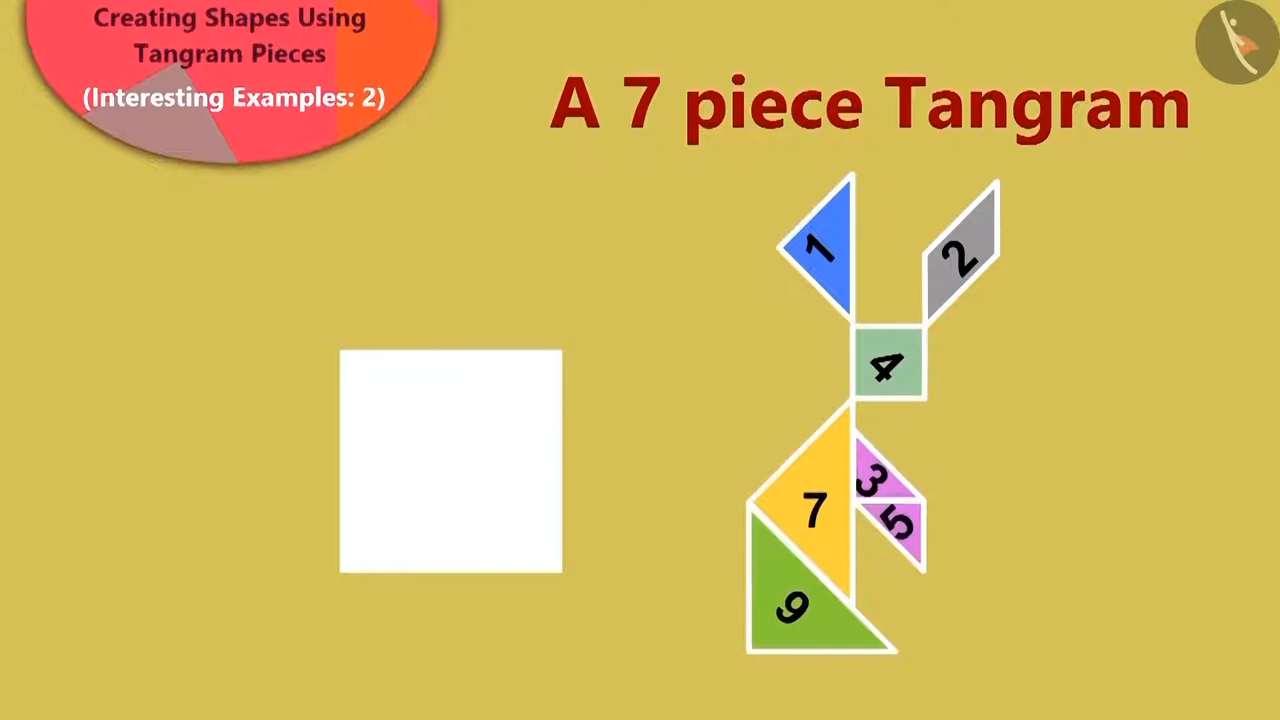 Creating Shapes Using
Tangram Pieces
(Interesting Examples: 2)
A 7 piece Tangram
1
2
4
3
7
5
6